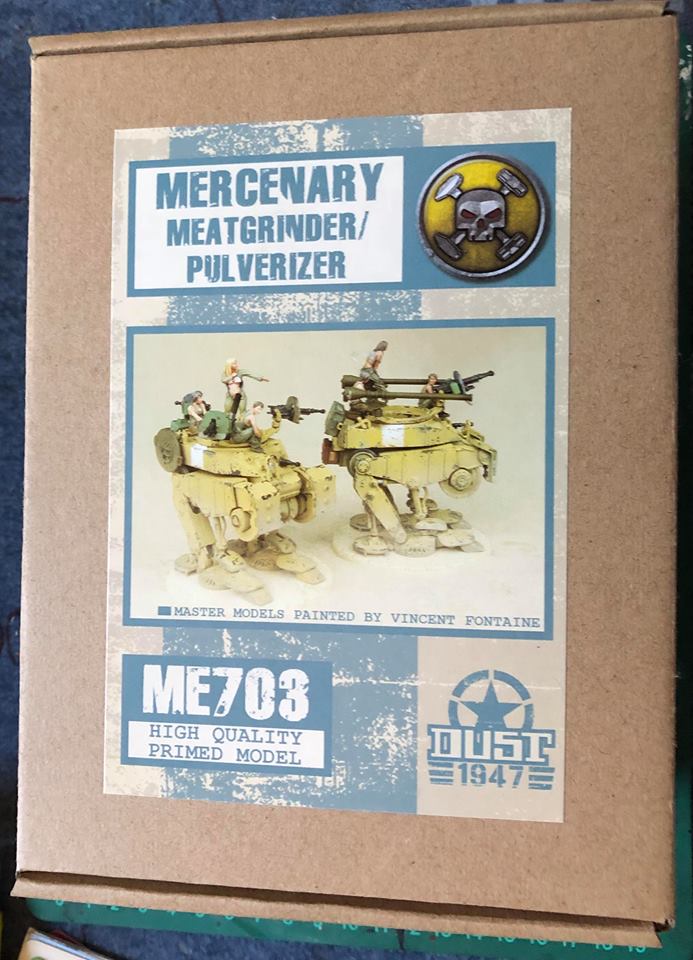 MERCENARY
MEATGRINDER/
PULVERIZER
MASTER MODELS PAINTED BY VINCENT FONTAINE
ME703
HIGH QUALITY
PRIMED MODEL
DUST
1947